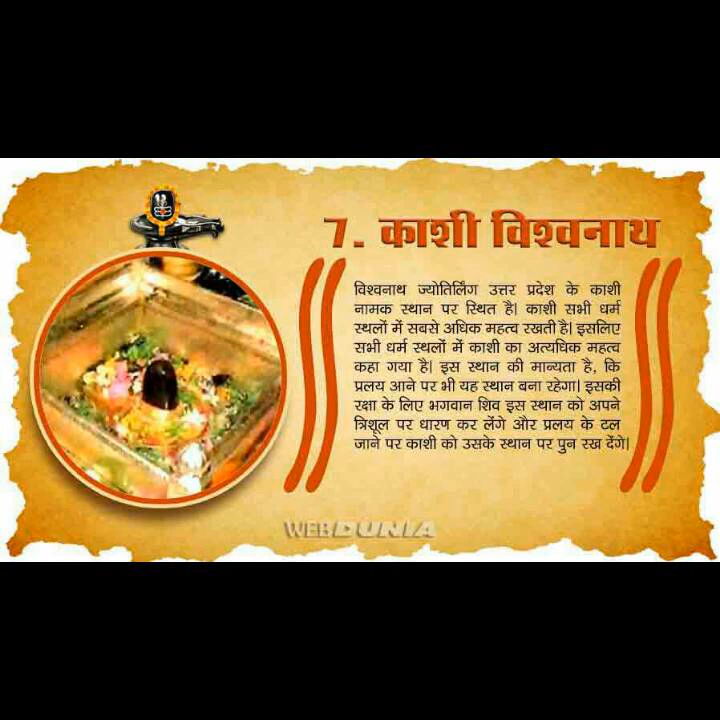 7. काशी विश्वनाथ
विश्वनाथ ज्योतिर्लिंग उत्तर प्रदेश के काशी
नामक स्थान पर स्थित है। काशी सभी धर्म
स्थलों में सबसे अधिक महत्व रखती है। इसलिए
सभी धर्म स्थलों में काशी का अत्यधिक महत्व
कहा गया है। इस स्थान की मान्यता है, कि
प्रलय आने पर भी यह स्थान बना रहेगा। इसकी
रक्षा के लिए भगवान शिव इस स्थान को अपने
त्रिशूल पर धारण कर लेंगे और प्रलय के टल
जाने पर काशी को उसके स्थान पर पुन रख देंगे।
WEBDUNIA